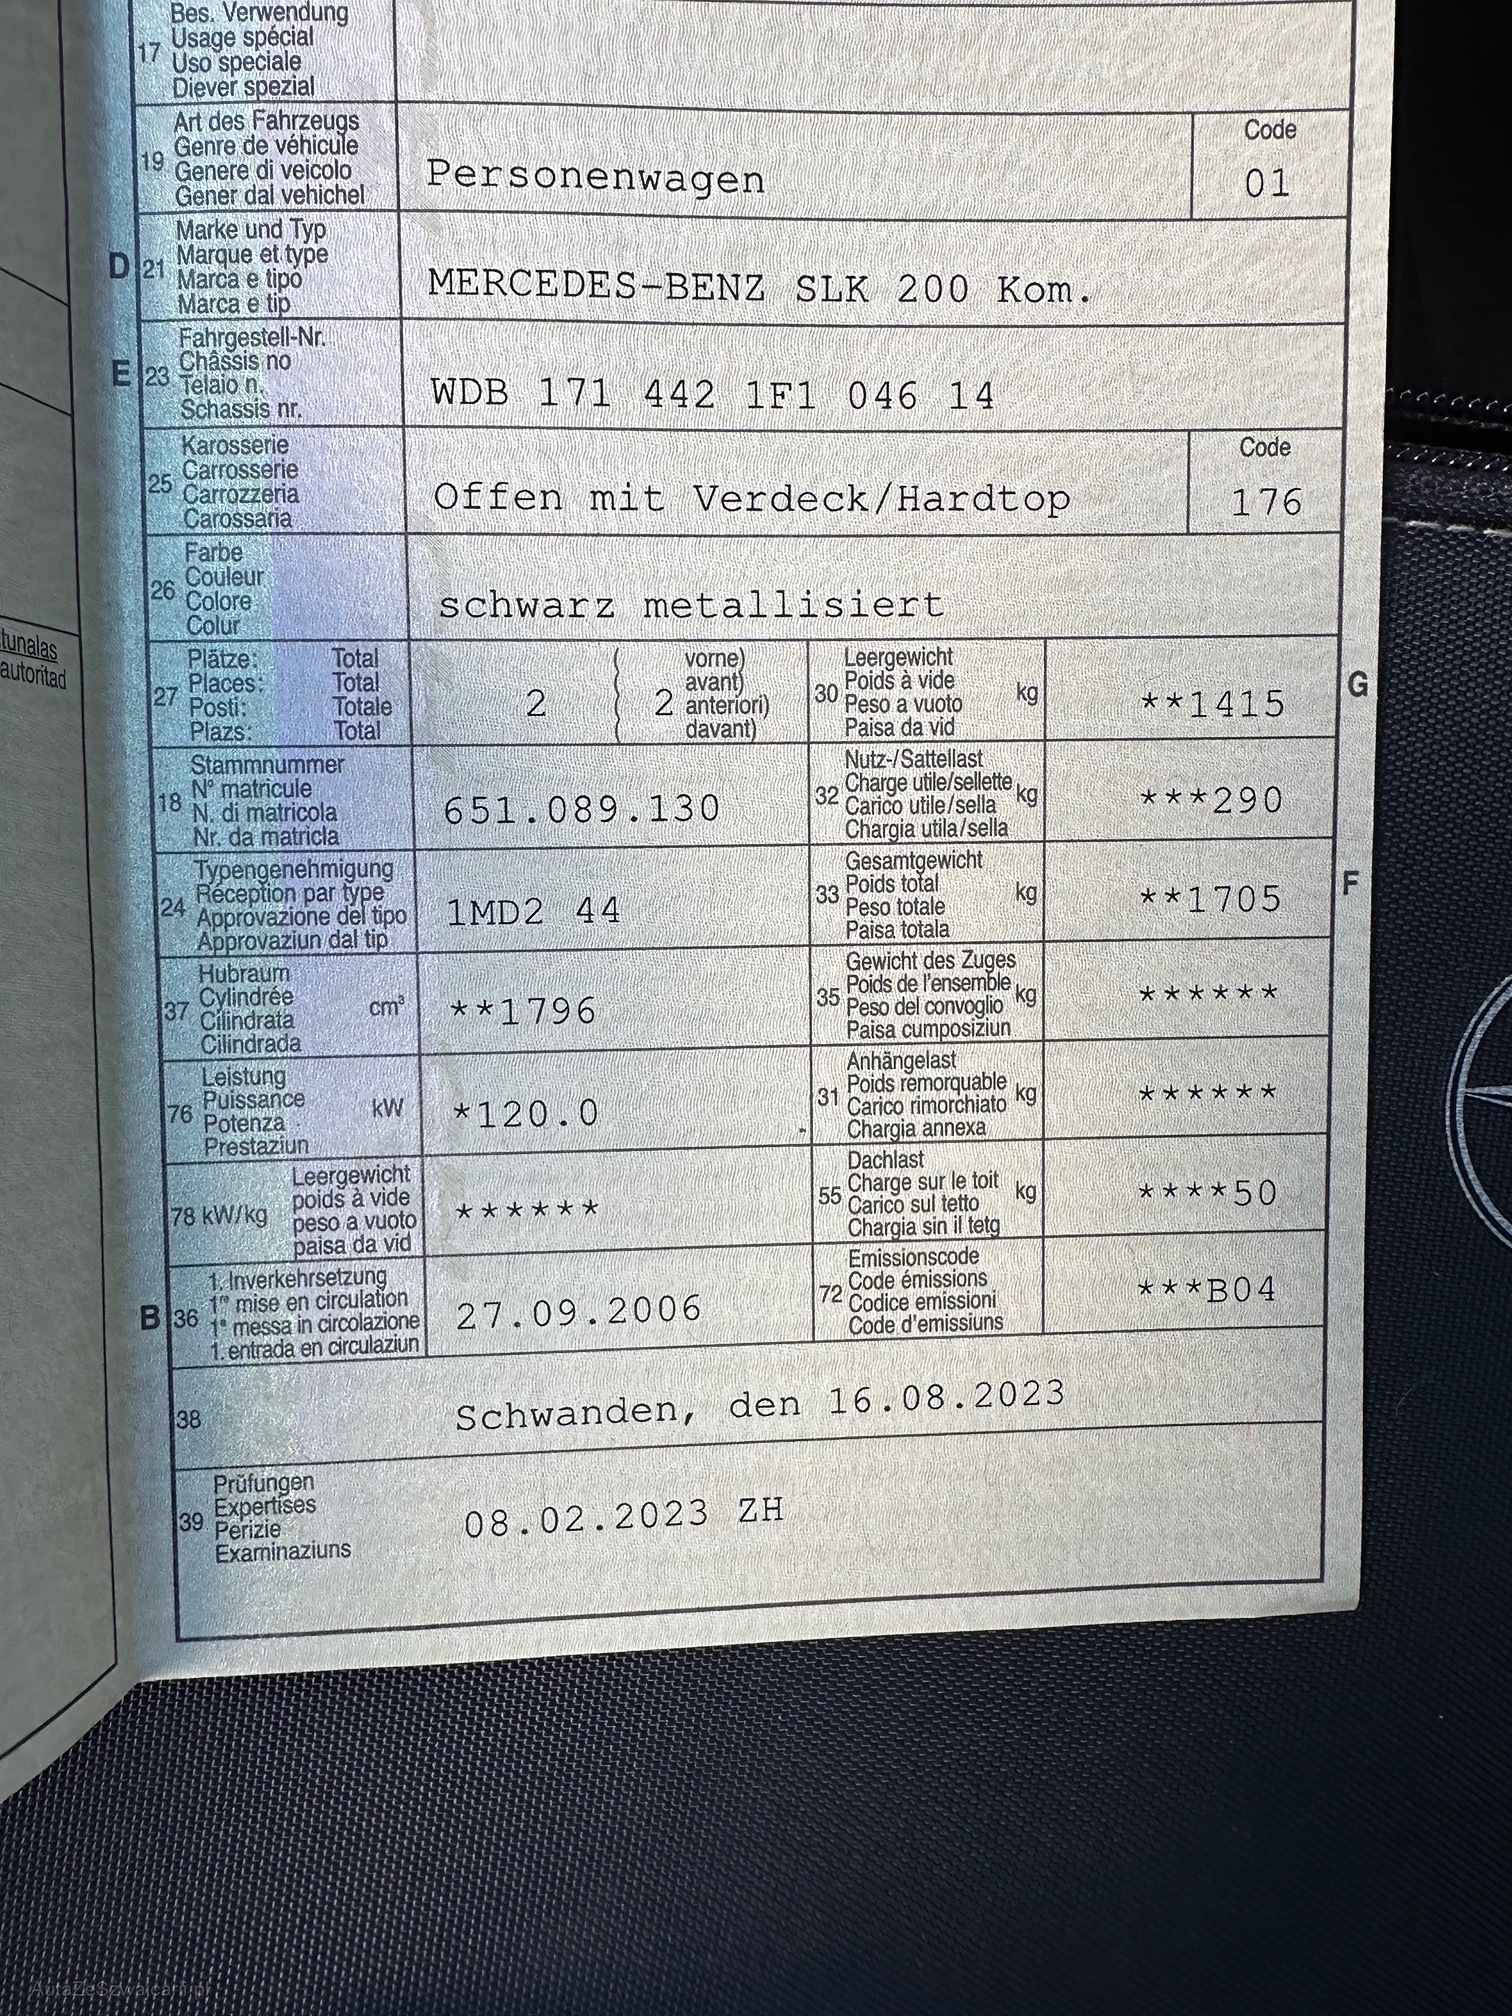 Bes. Verwendung
17 Usage spécial
Uso speciale
Diever spezial
Art des Fahrzeugs
19 Genre de véhicule
Genere di veicolo
Gener dal vehichel
Personenwagen
Code
01
D 21 Marke und Typ
Marque et type
Marca e tipo
Marca e tip
MERCEDES-BENZ SLK 200 Kom.
E 23 Fahrgestell-Nr.
Châssis no
Telaio n.
Schassis nr.
WDB 171 442 1F1 046 14
25 Karosserie
Carrosserie
Carrozzeria
Carossaria
Offen mit Verdeck/Hardtop
Code
176
26 Farbe
Couleur
Colore
Colur
schwarz metallisiert
tunalas
autoritad
27 Plätze: Total
Places: Total
Posti: Totale
Plazs: Total
2 ( 2 vorne)
avant)
anteriori)
davant)
30 Leergewicht
Poids à vide
Peso a vuoto
Paisa da vid
kg
**1415
G
18 Stammnummer
N° matricule
N. di matricola
Nr. da matricla
651.089.130
32 Nutz-/Sattellast
Charge utile/sellette
Carico utile/sella
Chargia utila/sella
kg
***290
24 Typengenehmigung
Réception par type
Approvazione del tipo
Approvaziun dal tip
1MD2 44
33 Gesamtgewicht
Poids total
Peso totale
Paisa totala
kg
**1705
F
37 Hubraum
Cylindrée
Cilindrata
Cilindrada
cm³
**1796
35 Gewicht des Zuges
Poids de l'ensemble
Peso del convoglio
Paisa cumposiziun
kg
******
76 Leistung
Puissance
Potenza
Prestaziun
kW
*120.0
31 Anhängelast
Poids remorquable
Carico rimorchiato
Chargia annexa
kg
******
78 kW/kg
Leergewicht
poids à vide
peso a vuoto
paisa da vid
******
55 Dachlast
Charge sur le toit
Carico sul tetto
Chargia sin il tetg
kg
****50
B 36 1. Inverkehrsetzung
1re mise en circulation
1a messa in circolazione
1. entrada en circulaziun
27.09.2006
72 Emissionscode
Code émissions
Codice emissioni
Code d'emissiuns
***B04
38
Schwanden, den 16.08.2023
39 Prüfungen
Expertises
Perizie
Examinaziuns
08.02.2023 ZH
AutaZeSzwajcarii.pl